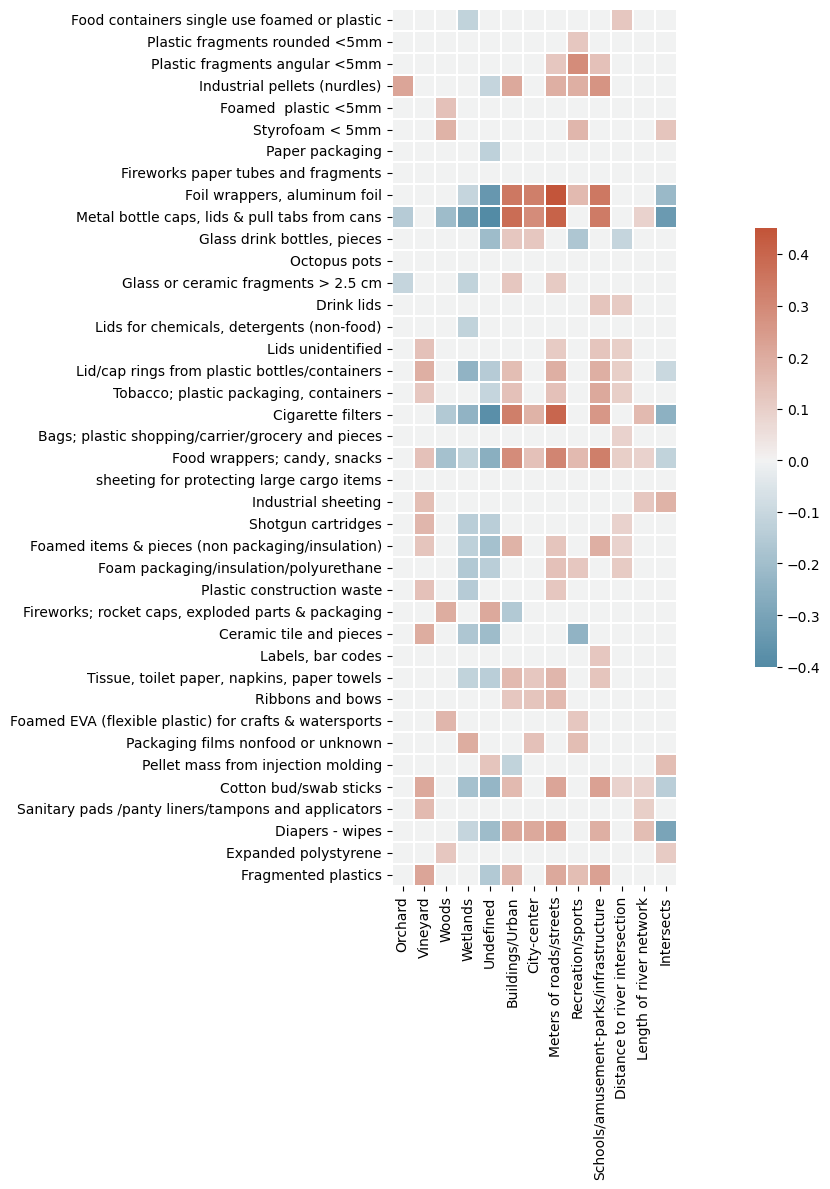 Food containers single use foamed or plastic
Plastic fragments rounded <5mm
Plastic fragments angular <5mm
Industrial pellets (nurdles)
Foamed  plastic <5mm
Styrofoam < 5mm
Paper packaging
Fireworks paper tubes and fragments
Foil wrappers, aluminum foil
Metal bottle caps, lids & pull tabs from cans
Glass drink bottles, pieces
Octopus pots
Glass or ceramic fragments > 2.5 cm
Drink lids
Lids for chemicals, detergents (non-food)
Lids unidentified
Lid/cap rings from plastic bottles/containers
Tobacco; plastic packaging, containers
Cigarette filters
Bags; plastic shopping/carrier/grocery and pieces
Food wrappers; candy, snacks
sheeting for protecting large cargo items
Industrial sheeting
Shotgun cartridges
Foamed items & pieces (non packaging/insulation)
Foam packaging/insulation/polyurethane
Plastic construction waste
Fireworks; rocket caps, exploded parts & packaging
Ceramic tile and pieces
Labels, bar codes
Tissue, toilet paper, napkins, paper towels
Ribbons and bows
Foamed EVA (flexible plastic) for crafts & watersports
Packaging films nonfood or unknown
Pellet mass from injection molding
Cotton bud/swab sticks
Sanitary pads /panty liners/tampons and applicators
Diapers - wipes
Expanded polystyrene
Fragmented plastics
Orchard
Vineyard
Woods
Wetlands
Undefined
Buildings/Urban
City-center
Meters of roads/streets
Recreation/sports
Schools/amusement-parks/infrastructure
Distance to river intersection
Length of river network
Intersects
0.4
0.3
0.2
0.1
0.0
−0.1
−0.2
−0.3
−0.4